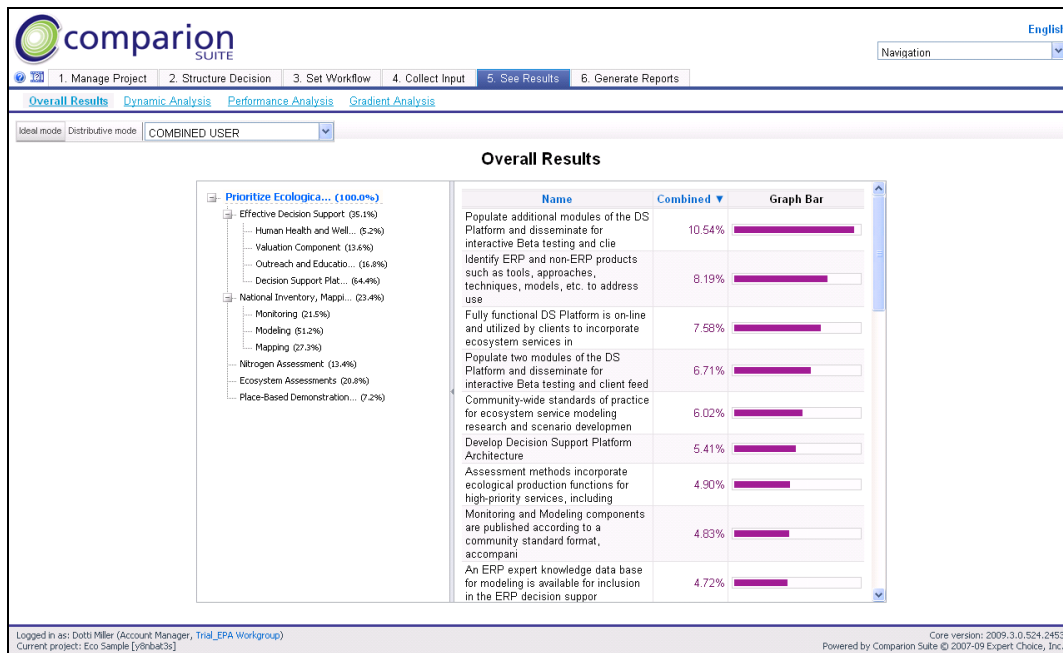 comparion
SUITE
English
Navigation
1. Manage Project 2. Structure Decision 3. Set Workflow 4. Collect Input 5. See Results 6. Generate Reports
Overall Results Dynamic Analysis Performance Analysis Gradient Analysis
Ideal mode Distributive mode COMBINED USER
Overall Results
Prioritize Ecologica... (100.0%)
Effective Decision Support (35.1%)
Human Health and Well... (5.2%)
Valuation Component (13.6%)
Outreach and Educatio... (16.8%)
Decision Support Plat... (64.4%)
National Inventory, Mappi... (23.4%)
Monitoring (21.5%)
Modeling (51.2%)
Mapping (27.3%)
Nitrogen Assessment (13.4%)
Ecosystem Assessments (20.8%)
Place-Based Demonstration... (7.2%)
Name Combined ▼ Graph Bar
Populate additional modules of the DS
Platform and disseminate for
interactive Beta testing and clie
10.54%
Identify ERP and non-ERP products
such as tools, approaches,
techniques, models, etc. to address
use
8.19%
Fully functional DS Platform is on-line
and utilized by clients to incorporate
ecosystem services in
7.58%
Populate two modules of the DS
Platform and disseminate for
interactive Beta testing and client feed
6.71%
Community-wide standards of practice
for ecosystem service modeling
research and scenario developmen
6.02%
Develop Decision Support Platform
Architecture
5.41%
Assessment methods incorporate
ecological production functions for
high-priority services, including
4.90%
Monitoring and Modeling components
are published according to a
community standard format,
accompani
4.83%
An ERP expert knowledge data base
for modeling is available for inclusion
in the ERP decision suppor
4.72%
Logged in as: Dotti Miller (Account Manager, Trial_EPA Workgroup)
Current project: Eco Sample [y8nbat3s]
Core version: 2009.3.0.524.2453
Powered by Comparion Suite © 2007-09 Expert Choice, Inc.